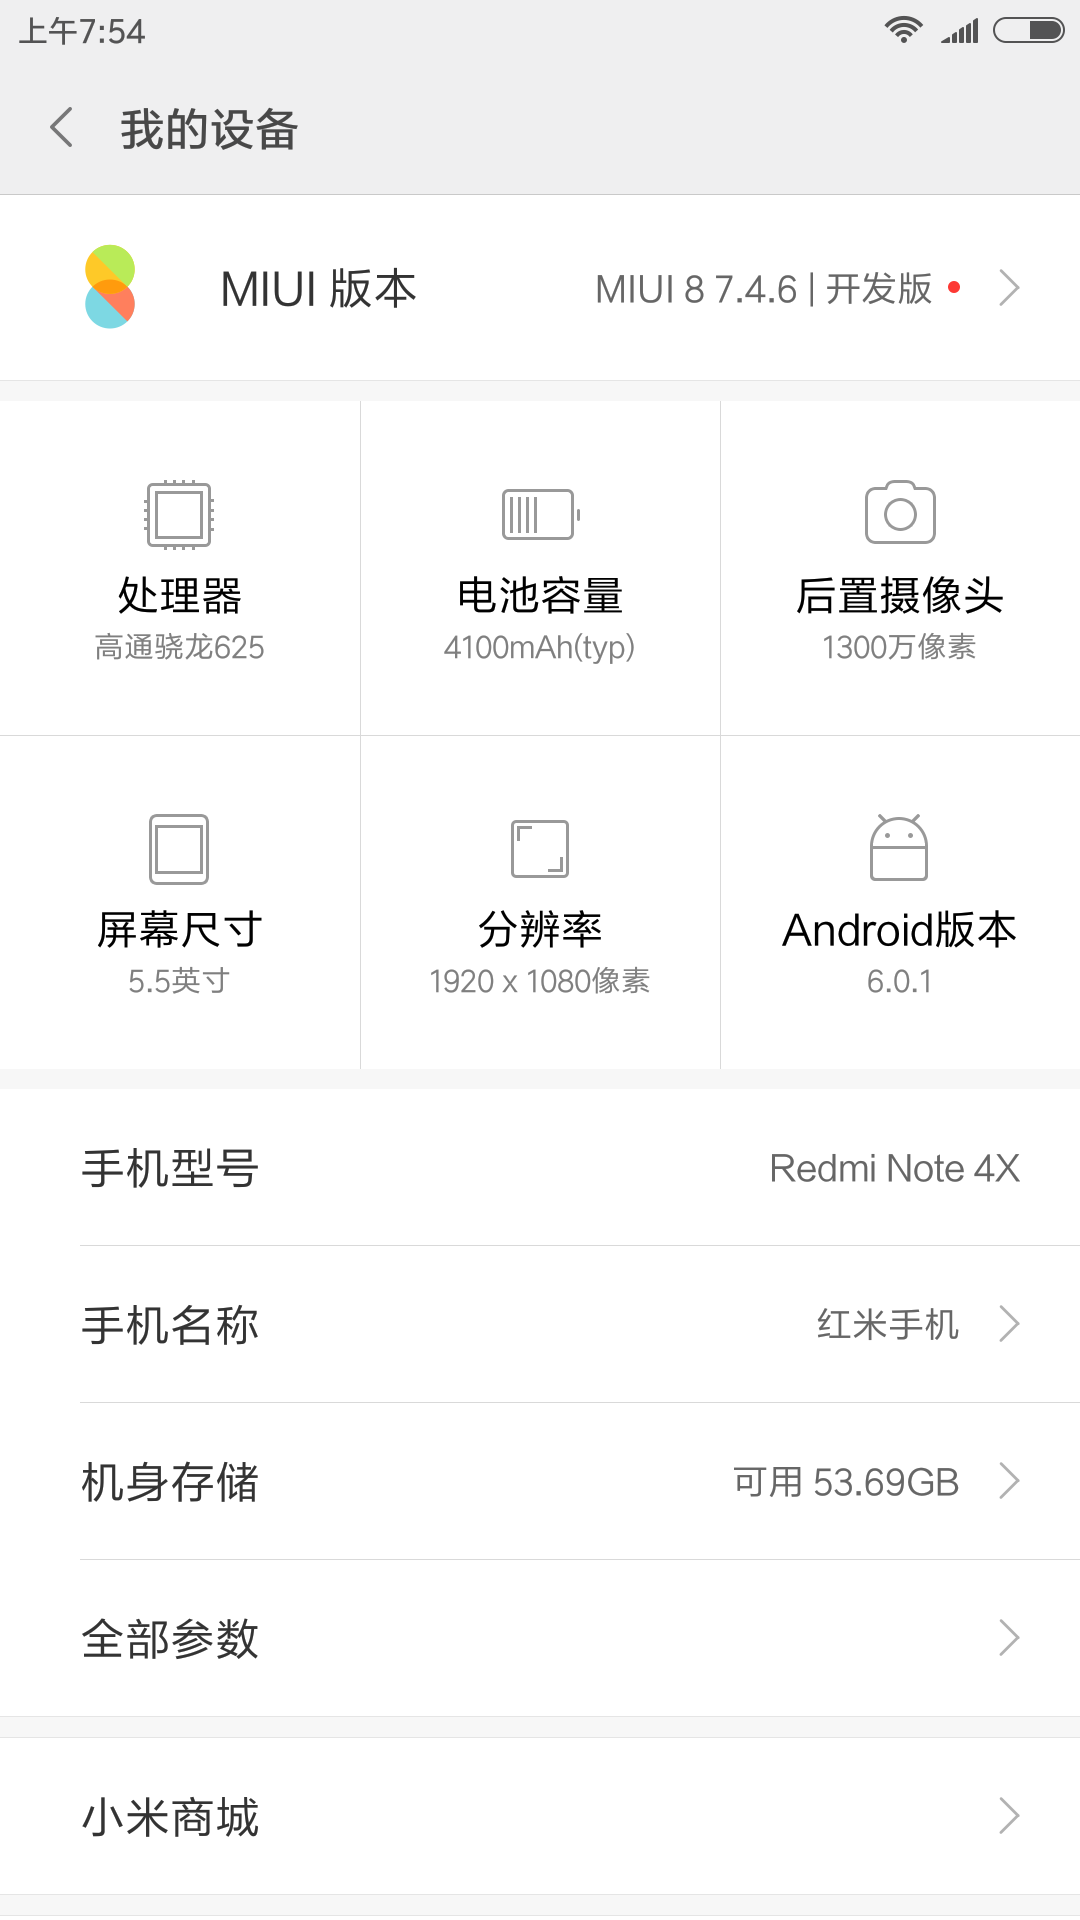 上午7:54
我的设备
MIUI 版本 MIUI 8 7.4.6 | 开发版
处理器 电池容量 后置摄像头
高通骁龙625 4100mAh(typ) 1300万像素
屏幕尺寸 分辨率 Android版本
5.5英寸 1920 x 1080像素 6.0.1
手机型号 Redmi Note 4X
手机名称 红米手机
机身存储 可用 53.69GB
全部参数
小米商城